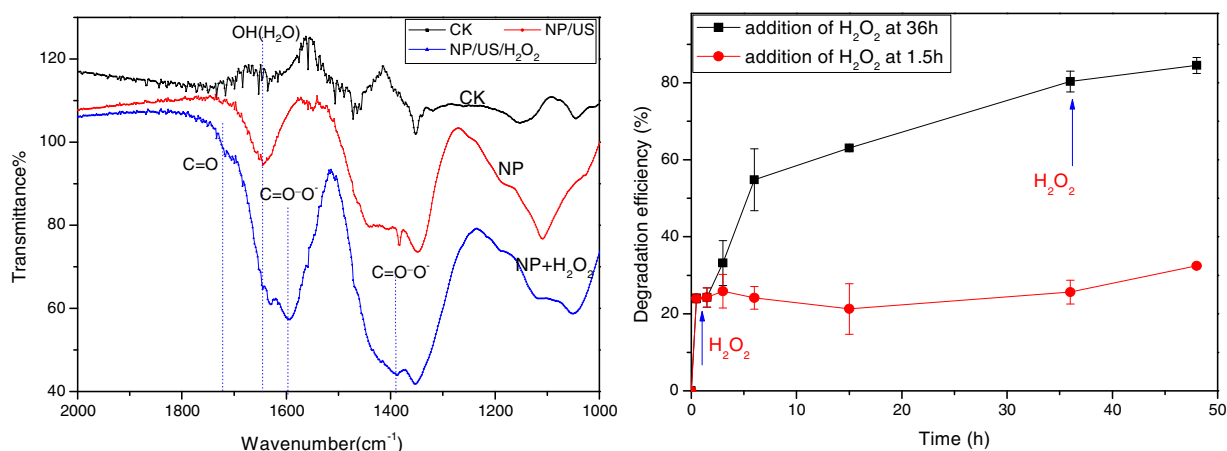 OH(H₂O)
CK
NP/US
NP/US/H₂O₂
CK
C=O
C=O-O⁻
NP
C=O-O⁻
NP+H₂O₂
Transmittance%
120
100
80
60
40
2000
1800
1600
1400
1200
1000
Wavenumber(cm⁻¹)
addition of H₂O₂ at 36h
addition of H₂O₂ at 1.5h
H₂O₂
H₂O₂
Degradation efficiency (%)
80
60
40
20
0
0
10
20
30
40
50
Time (h)